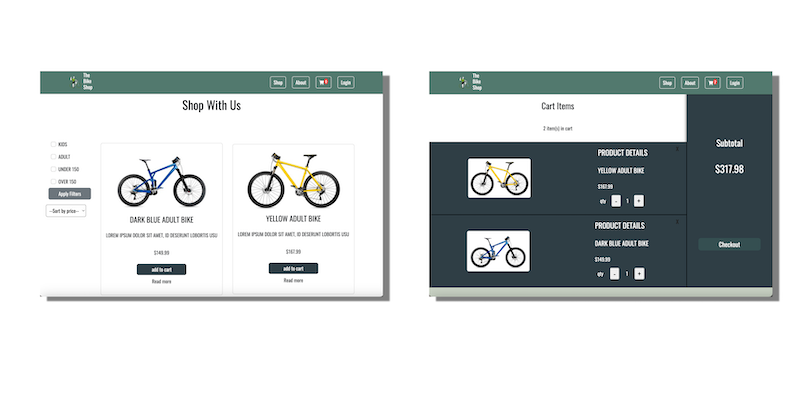 The
Bike
Shop
Shop About Login
Shop With Us
KIDS
ADULT
UNDER 150
OVER 150
Apply Filters
--Sort by price--
DARK BLUE ADULT BIKE
LOREM IPSUM DOLOR SIT AMET, ID DESERUNT LOBORTIS USU
$149.99
add to cart
Read more
YELLOW ADULT BIKE
LOREM IPSUM DOLOR SIT AMET, ID DESERUNT LOBORTIS USU
$167.99
add to cart
Read more
The
Bike
Shop
Shop About Login
Cart Items
2 item(s) in cart
PRODUCT DETAILS
YELLOW ADULT BIKE
$167.99
qty - 1 +
PRODUCT DETAILS
DARK BLUE ADULT BIKE
$149.99
qty - 1 +
Subtotal
$317.98
Checkout